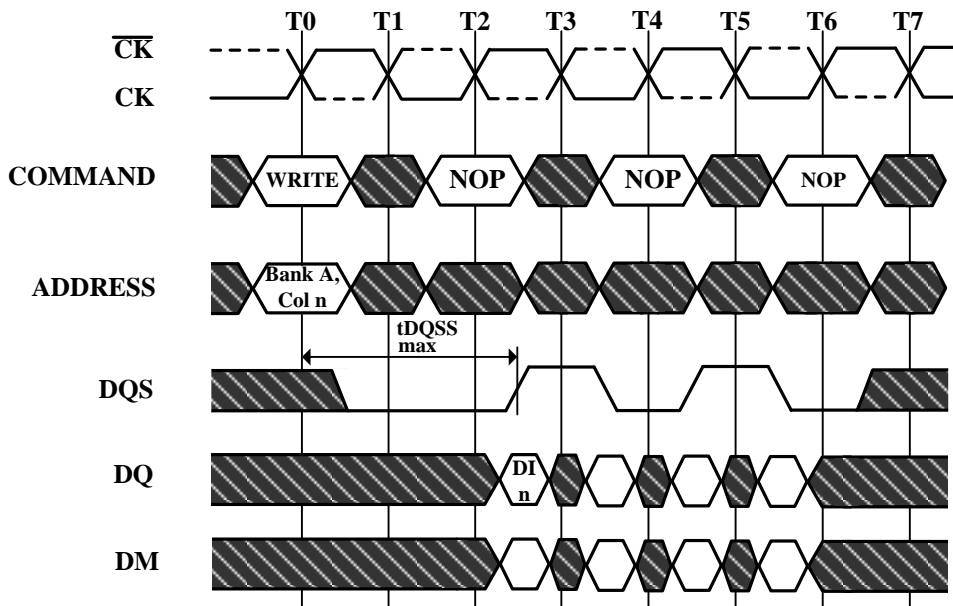 T0 T1 T2 T3 T4 T5 T6 T7
CK
CK
COMMAND WRITE NOP NOP NOP
ADDRESS Bank A,
Col n
tDQSS
max
DQS
DQ DI
n
DM